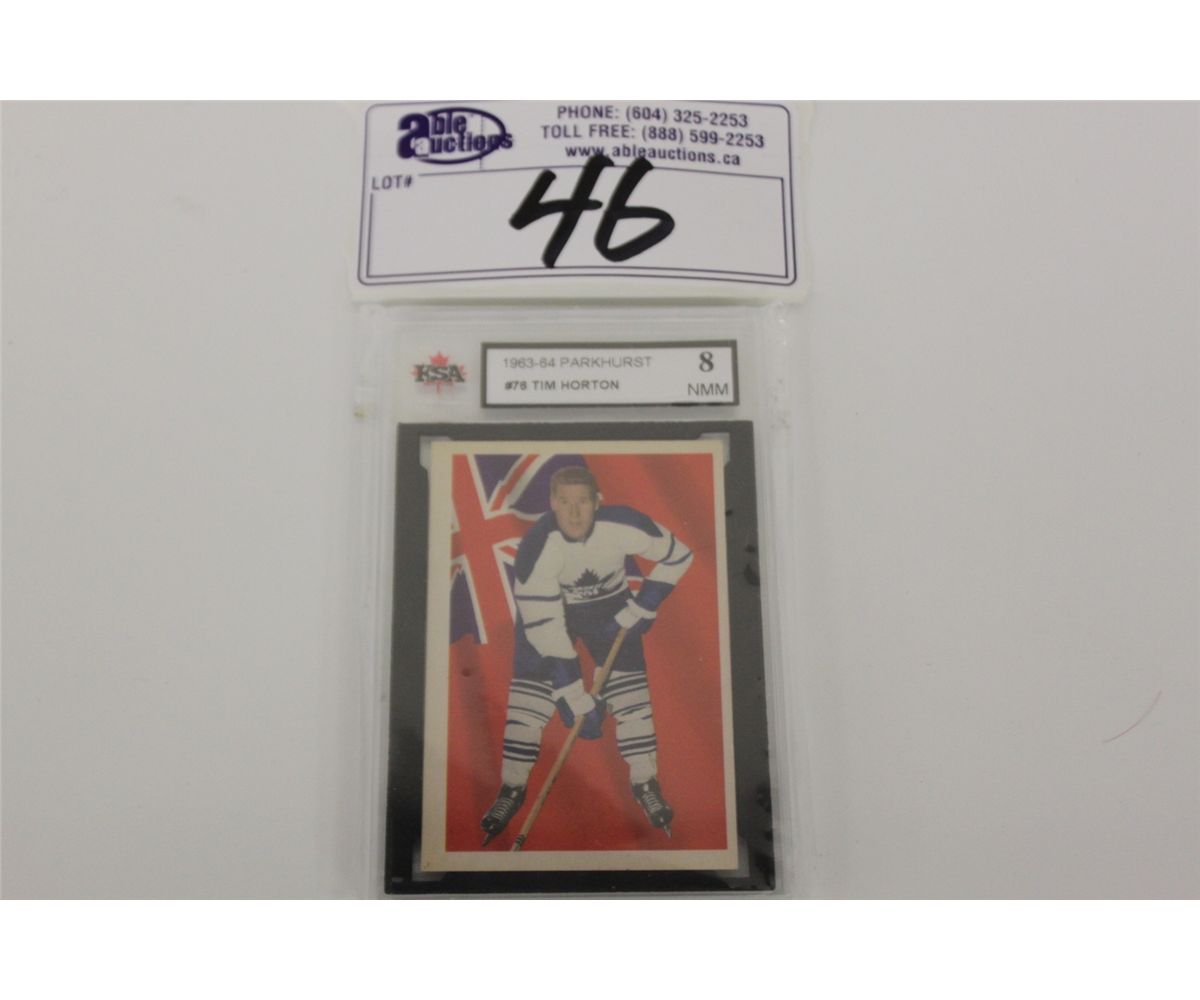 able auctions
PHONE: (604) 325-2253
TOLL FREE: (888) 599-2253
www.ableauctions.ca
LOT#
46
KSA
1963-64 PARKHURST
8
#76 TIM HORTON
NMM